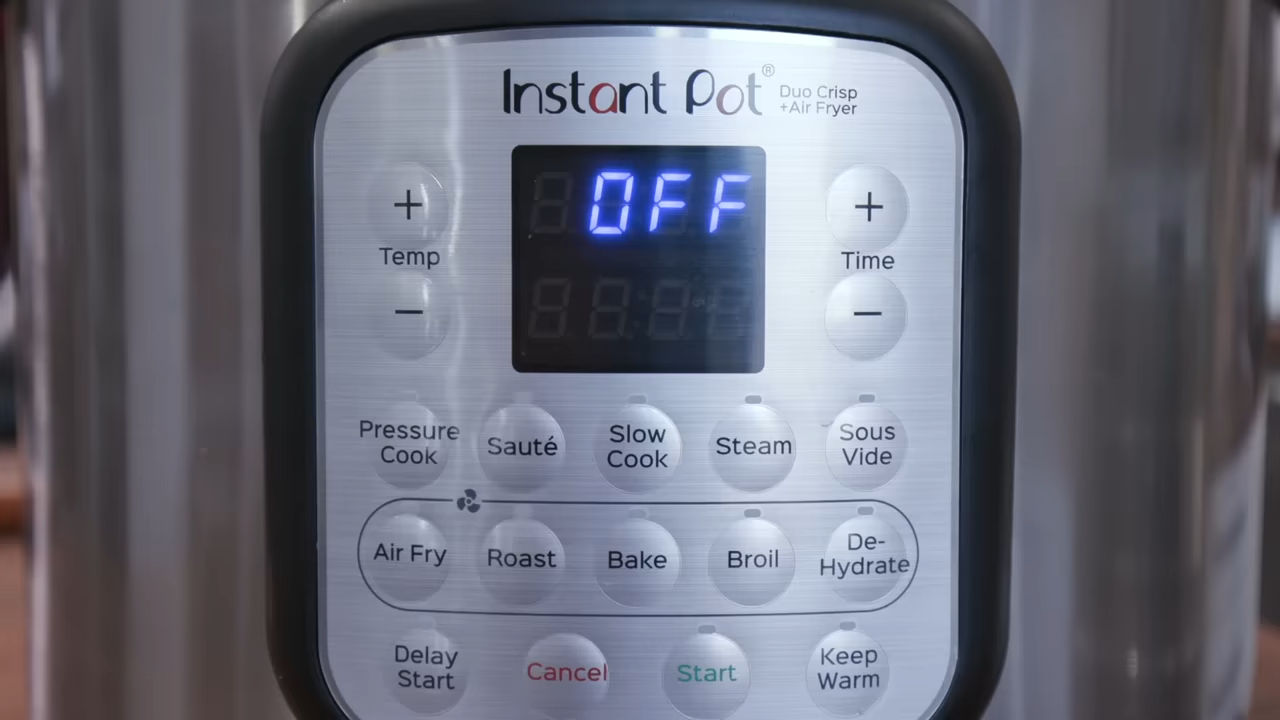 Instant Pot®
Duo Crisp
+Air Fryer
OFF
+
+
Temp
Time
−
−
Pressure
Cook
Sauté
Slow
Cook
Steam
Sous
Vide
Air Fry
Roast
Bake
Broil
De-
Hydrate
Delay
Start
Cancel
Start
Keep
Warm